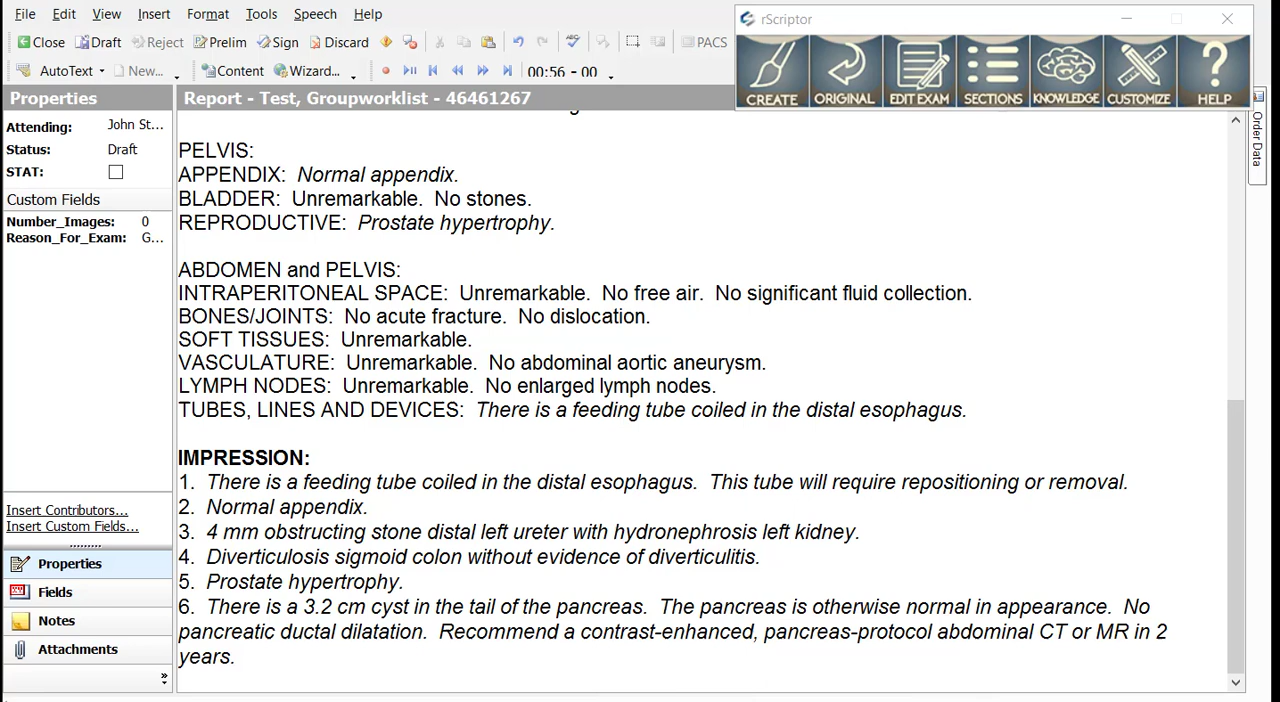 File Edit View Insert Format Tools Speech Help
rScriptor
Close Draft Reject Prelim Sign Discard PACS
AutoText New... Content Wizard... 00:56 - 00
CREATE ORIGINAL EDIT EXAM SECTIONS KNOWLEDGE CUSTOMIZE HELP
Properties
Report - Test, Groupworklist - 46461267
Order Data
Attending: John St...
Status: Draft
STAT:
Custom Fields
Number_Images: 0
Reason_For_Exam: G...
Insert Contributors...
Insert Custom Fields...
Properties
Fields
Notes
Attachments
PELVIS:
APPENDIX: Normal appendix.
BLADDER: Unremarkable. No stones.
REPRODUCTIVE: Prostate hypertrophy.
ABDOMEN and PELVIS:
INTRAPERITONEAL SPACE: Unremarkable. No free air. No significant fluid collection.
BONES/JOINTS: No acute fracture. No dislocation.
SOFT TISSUES: Unremarkable.
VASCULATURE: Unremarkable. No abdominal aortic aneurysm.
LYMPH NODES: Unremarkable. No enlarged lymph nodes.
TUBES, LINES AND DEVICES: There is a feeding tube coiled in the distal esophagus.
IMPRESSION:
1. There is a feeding tube coiled in the distal esophagus. This tube will require repositioning or removal.
2. Normal appendix.
3. 4 mm obstructing stone distal left ureter with hydronephrosis left kidney.
4. Diverticulosis sigmoid colon without evidence of diverticulitis.
5. Prostate hypertrophy.
6. There is a 3.2 cm cyst in the tail of the pancreas. The pancreas is otherwise normal in appearance. No
pancreatic ductal dilatation. Recommend a contrast-enhanced, pancreas-protocol abdominal CT or MR in 2
years.